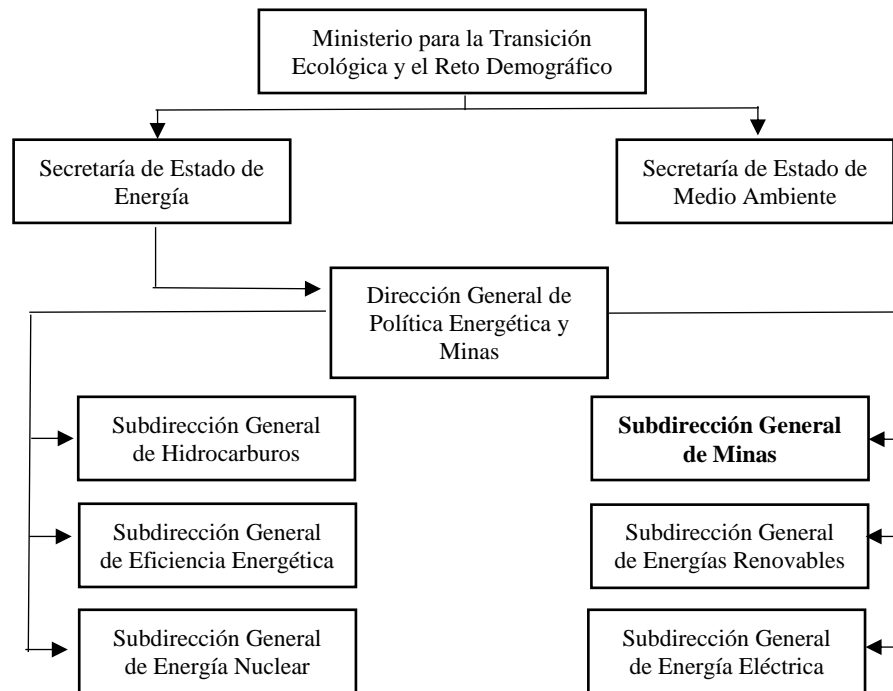 Ministerio para la Transición
Ecológica y el Reto Demográfico
Secretaría de Estado de
Energía
Secretaría de Estado de
Medio Ambiente
Dirección General de
Política Energética y
Minas
Subdirección General
de Hidrocarburos
Subdirección General
de Minas
Subdirección General
de Eficiencia Energética
Subdirección General
de Energías Renovables
Subdirección General
de Energía Nuclear
Subdirección General
de Energía Eléctrica